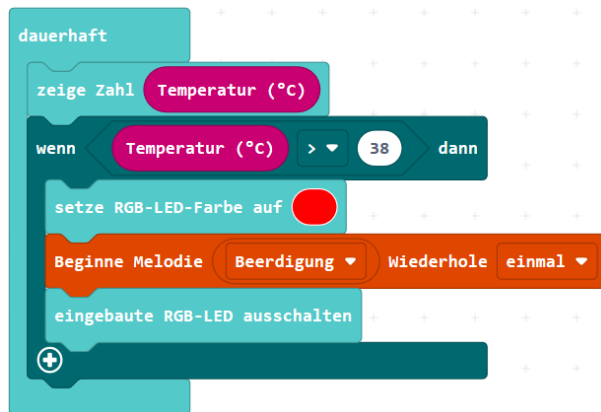 dauerhaft
zeige Zahl Temperatur (°C)
wenn Temperatur (°C) > 38 dann
setze RGB-LED-Farbe auf
Beginne Melodie Beerdigung Wiederhole einmal
eingebaute RGB-LED ausschalten